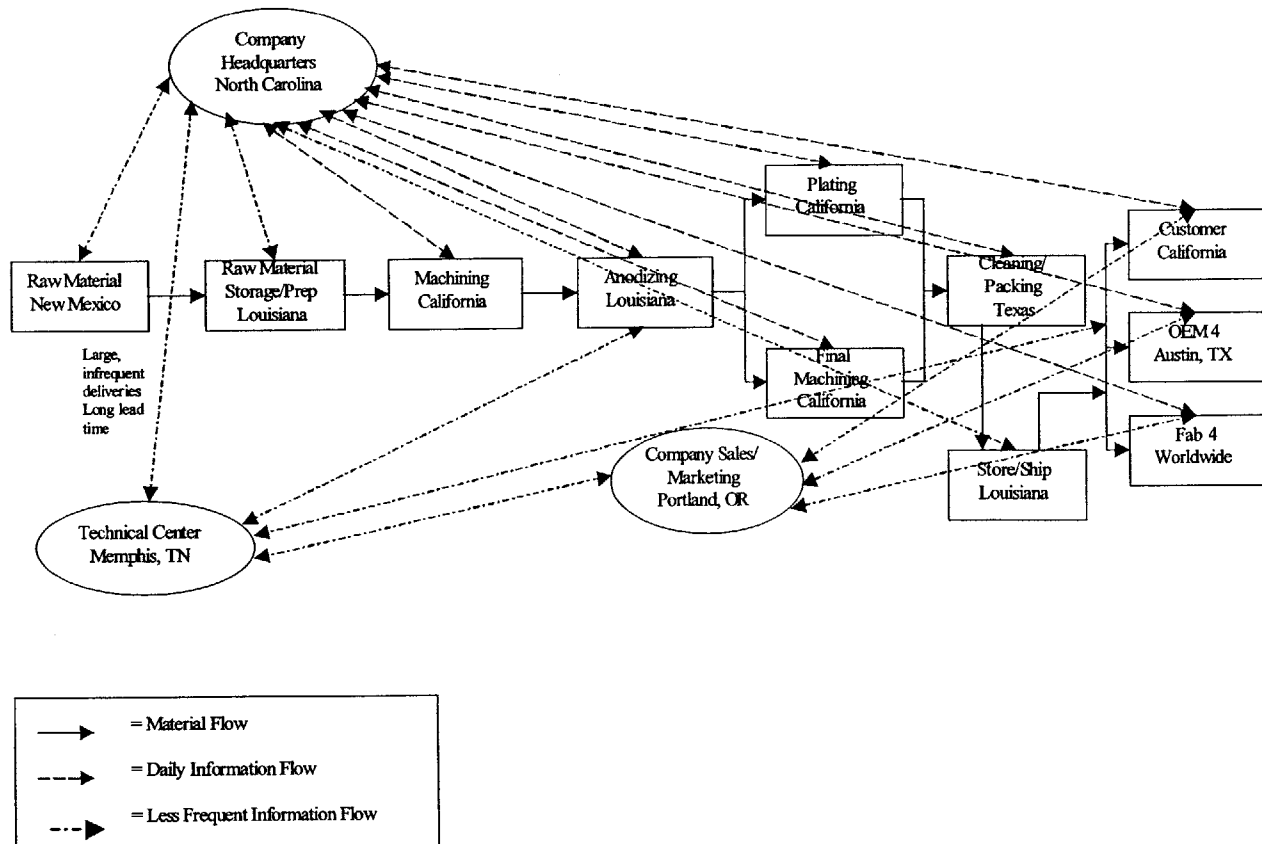 Company
Headquarters
North Carolina
Plating
California
Customer
California
Raw Material
New Mexico
Raw Material
Storage/Prep
Louisiana
Machining
California
Anodizing
Louisiana
Cleaning/
Packing
Texas
OEM 4
Austin, TX
Large,
infrequent
deliveries
Long lead
time
Final
Machining
California
Fab 4
Worldwide
Company Sales/
Marketing
Portland, OR
Store/Ship
Louisiana
Technical Center
Memphis, TN
= Material Flow
= Daily Information Flow
= Less Frequent Information Flow